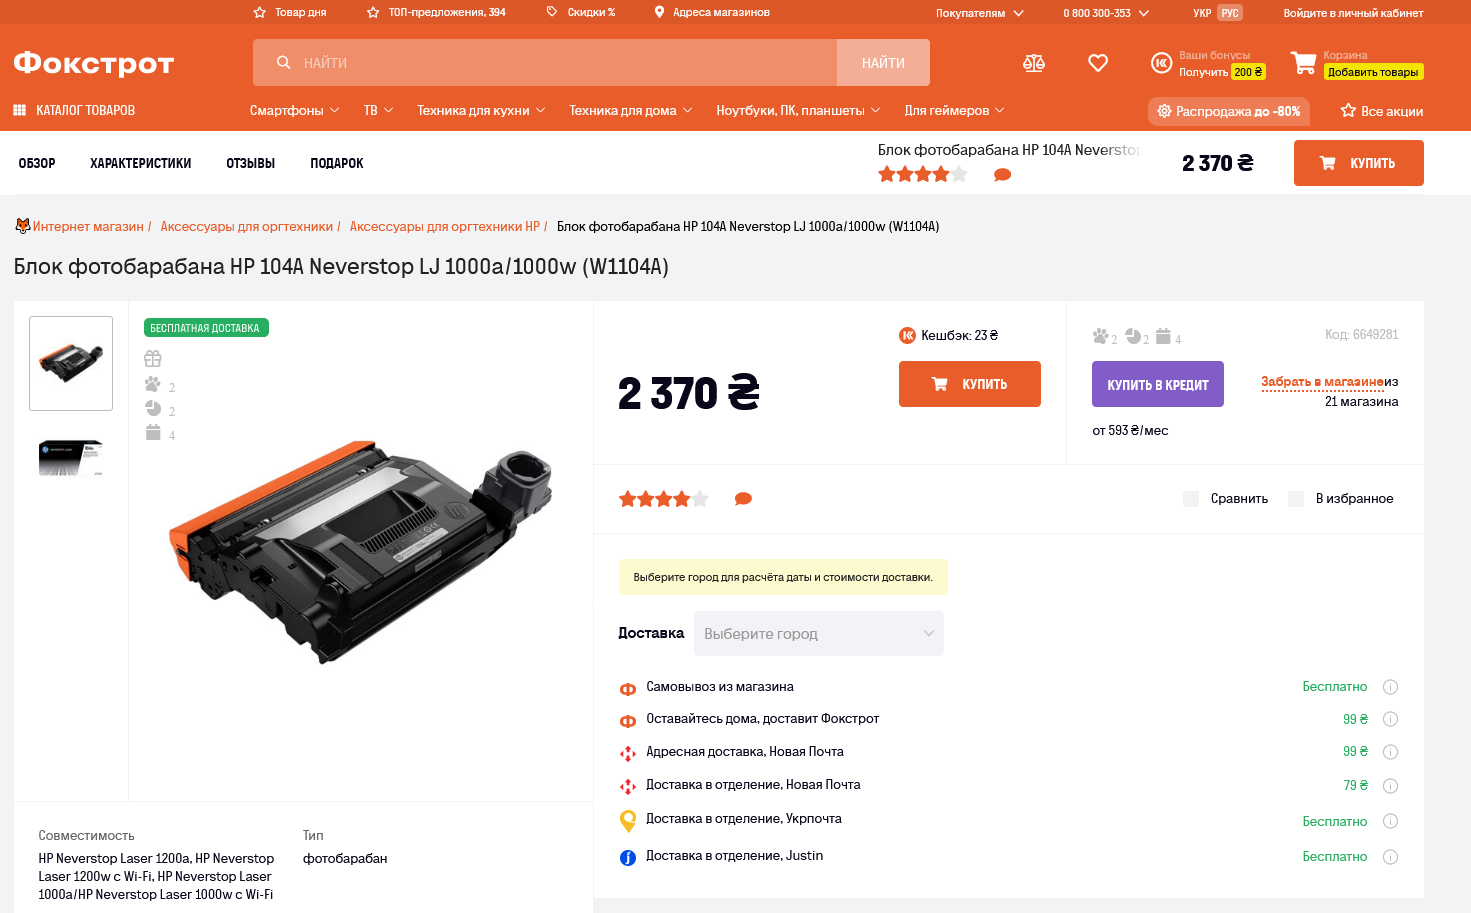 Товар дня
ТОП-предложения, 394
Скидки %
Адреса магазинов
Покупателям
0 800 300-353
УКР РУС
Войдите в личный кабинет
Фокстрот
НАЙТИ
НАЙТИ
Ваши бонусы
Получить 200 ₴
Корзина
Добавить товары
КАТАЛОГ ТОВАРОВ
Смартфоны
ТВ
Техника для кухни
Техника для дома
Ноутбуки, ПК, планшеты
Для геймеров
Распродажа до -80%
Все акции
ОБЗОР
ХАРАКТЕРИСТИКИ
ОТЗЫВЫ
ПОДАРОК
Блок фотобарабана HP 104A Neverstop
2 370 ₴
КУПИТЬ
Интернет магазин / Аксессуары для оргтехники / Аксессуары для оргтехники HP / Блок фотобарабана HP 104A Neverstop LJ 1000a/1000w (W1104A)
Блок фотобарабана HP 104A Neverstop LJ 1000a/1000w (W1104A)
БЕСПЛАТНАЯ ДОСТАВКА
2
2
4
2 370 ₴
Кешбэк: 23 ₴
КУПИТЬ
2 2 4
Код: 6649281
КУПИТЬ В КРЕДИТ
Забрать в магазинеиз
21 магазина
от 593 ₴/мес
Сравнить
В избранное
Выберите город для расчёта даты и стоимости доставки.
Доставка
Выберите город
Самовывоз из магазина
Бесплатно
Оставайтесь дома, доставит Фокстрот
99 ₴
Адресная доставка, Новая Почта
99 ₴
Доставка в отделение, Новая Почта
79 ₴
Доставка в отделение, Укрпочта
Бесплатно
Доставка в отделение, Justin
Бесплатно
Совместимость
HP Neverstop Laser 1200a, HP Neverstop
Laser 1200w с Wi-Fi, HP Neverstop Laser
1000a/HP Neverstop Laser 1000w с Wi-Fi
Тип
фотобарабан